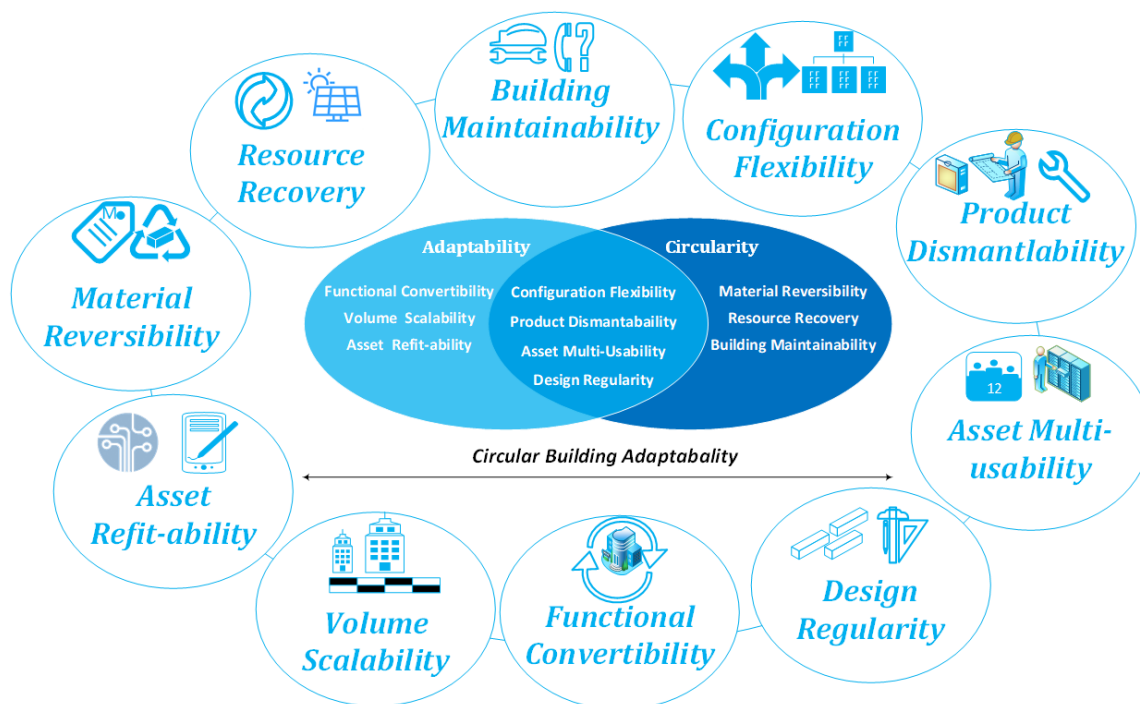 Building
Maintainability
Configuration
Flexibility
Resource
Recovery
Product
Dismantlability
Material
Reversibility
M
Adaptability
Circularity
Functional Convertibility
Volume Scalability
Asset Refit-ability
Configuration Flexibility
Product Dismantabaility
Asset Multi-Usability
Design Regularity
Material Reversibility
Resource Recovery
Building Maintainability
Circular Building Adaptabality
12
Asset Multi-
usability
Asset
Refit-ability
Design
Regularity
Volume
Scalability
Functional
Convertibility